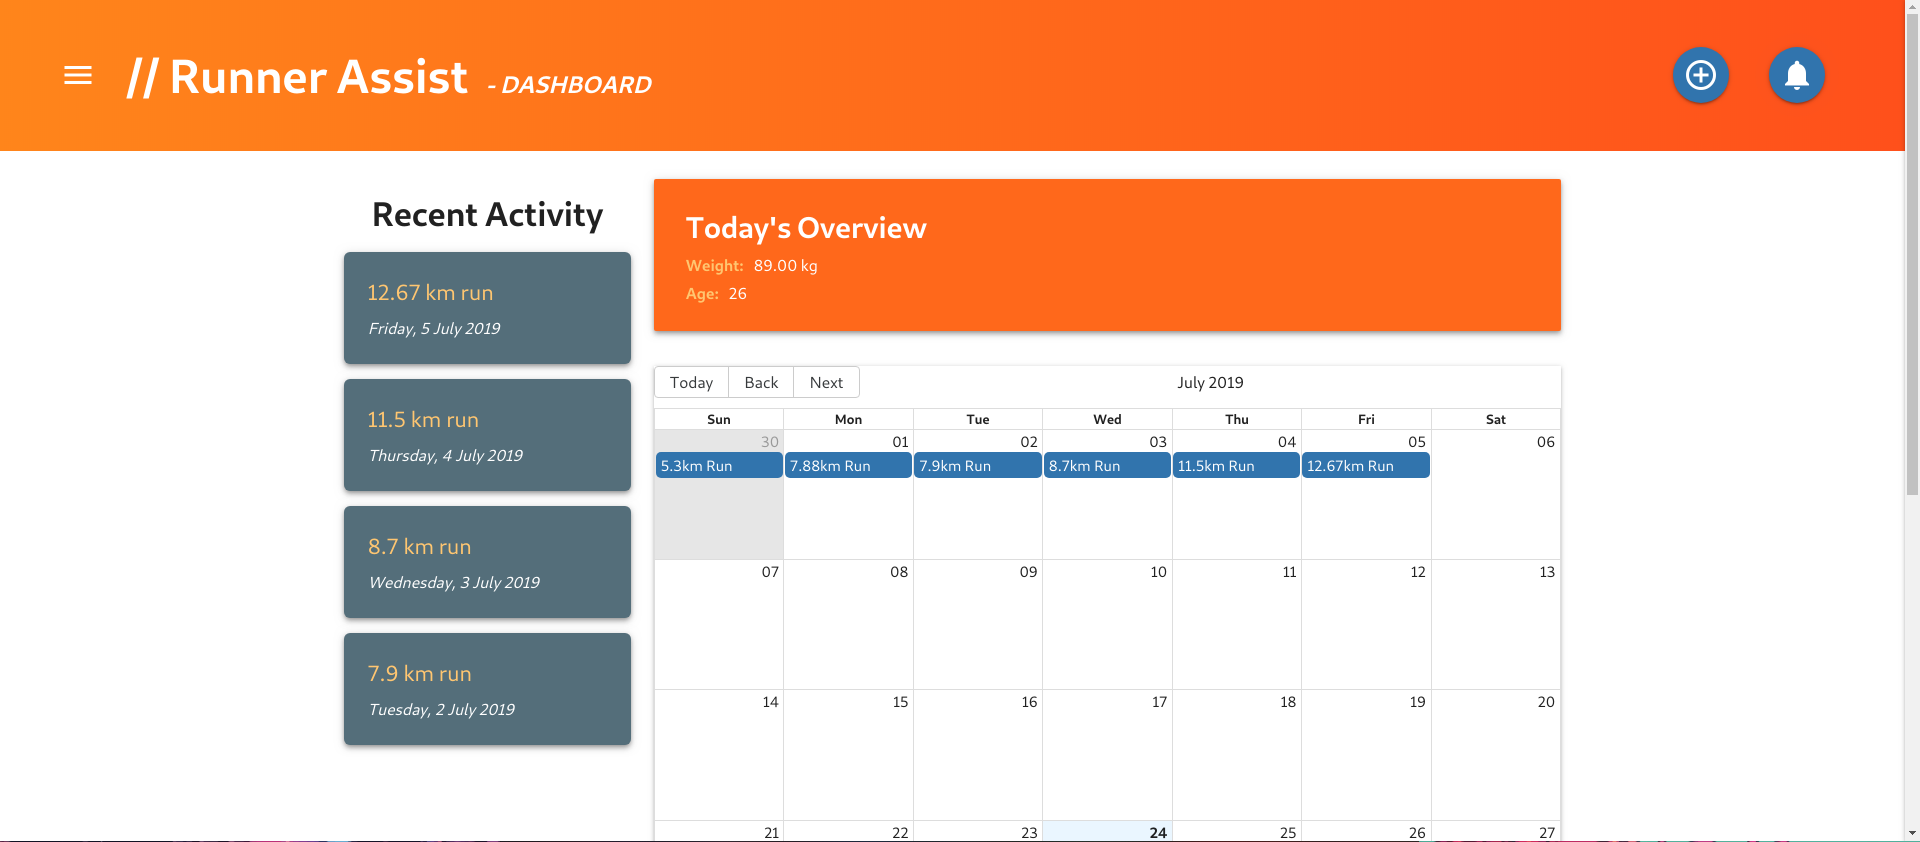 // Runner Assist - DASHBOARD
Recent Activity
12.67 km run
Friday, 5 July 2019
11.5 km run
Thursday, 4 July 2019
8.7 km run
Wednesday, 3 July 2019
7.9 km run
Tuesday, 2 July 2019
Today's Overview
Weight: 89.00 kg
Age: 26
Today Back Next July 2019
Sun Mon Tue Wed Thu Fri Sat
30 01 02 03 04 05 06
5.3km Run 7.88km Run 7.9km Run 8.7km Run 11.5km Run 12.67km Run
07 08 09 10 11 12 13
14 15 16 17 18 19 20
21 22 23 24 25 26 27